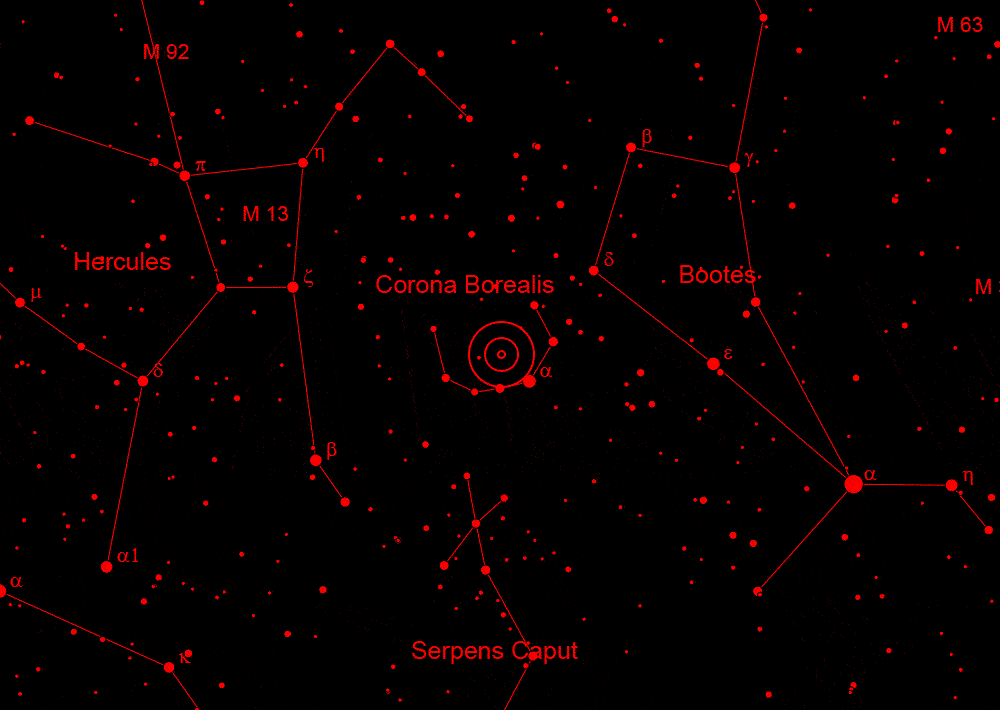 M 63
M 92
β
γ
η
π
M 13
δ
Hercules
ζ
Bootes
Corona Borealis
M
μ
ε
δ
α
β
α
η
α1
α
Serpens Caput
κ